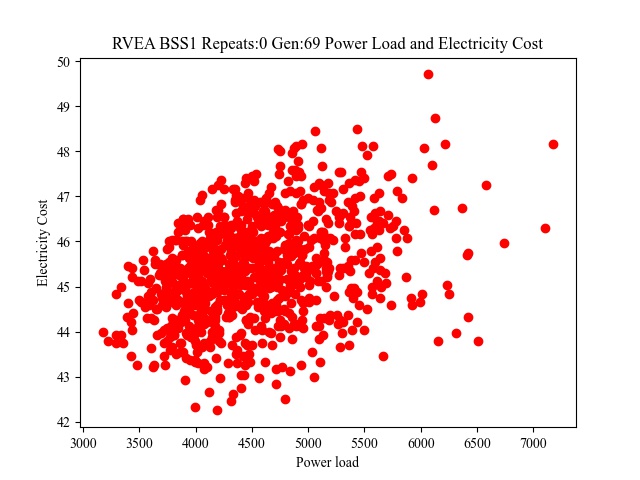 RVEA BSS1 Repeats:0 Gen:69 Power Load and Electricity Cost
50
49
48
47
46
45
44
43
42
Electricity Cost
3000 3500 4000 4500 5000 5500 6000 6500 7000
Power load